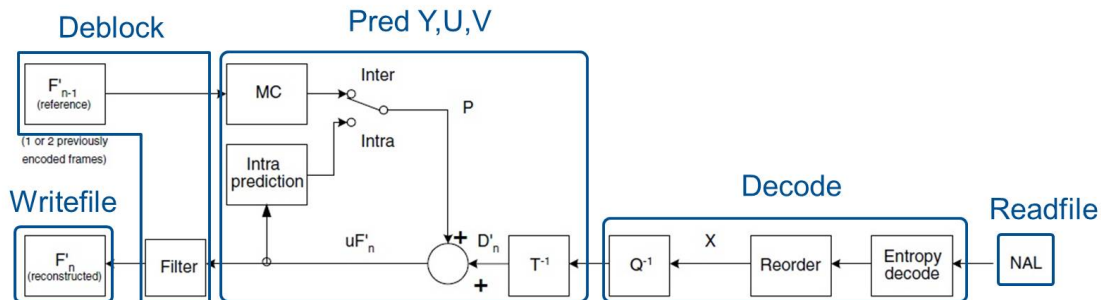 Deblock
Pred Y,U,V
F'n-1
(reference)
MC
Inter
P
(1 or 2 previously
encoded frames)
Intra
Intra
prediction
Writefile
Decode
Readfile
F'n
(reconstructed)
Filter
uF'n
+
D'n
+
T-1
Q-1
X
Reorder
Entropy
decode
NAL